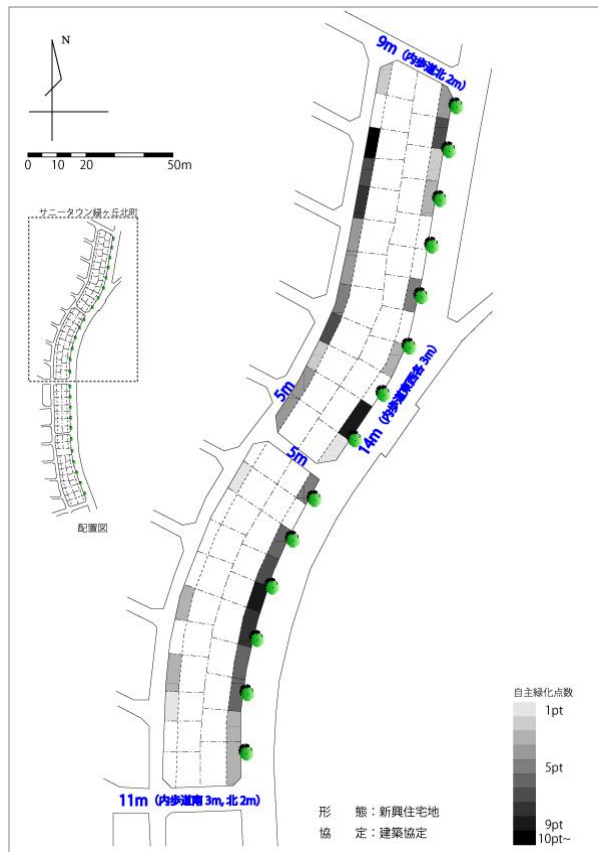 N
9m（内歩道北 2m）
0 10 20 50m
サニータウン緑ヶ丘北町
5m
14m（内歩道東西各 3m）
5m
配置図
自主緑化点数
1pt
5pt
9pt
10pt~
11m（内歩道南 3m, 北 2m）
形　態：新興住宅地
協　定：建築協定